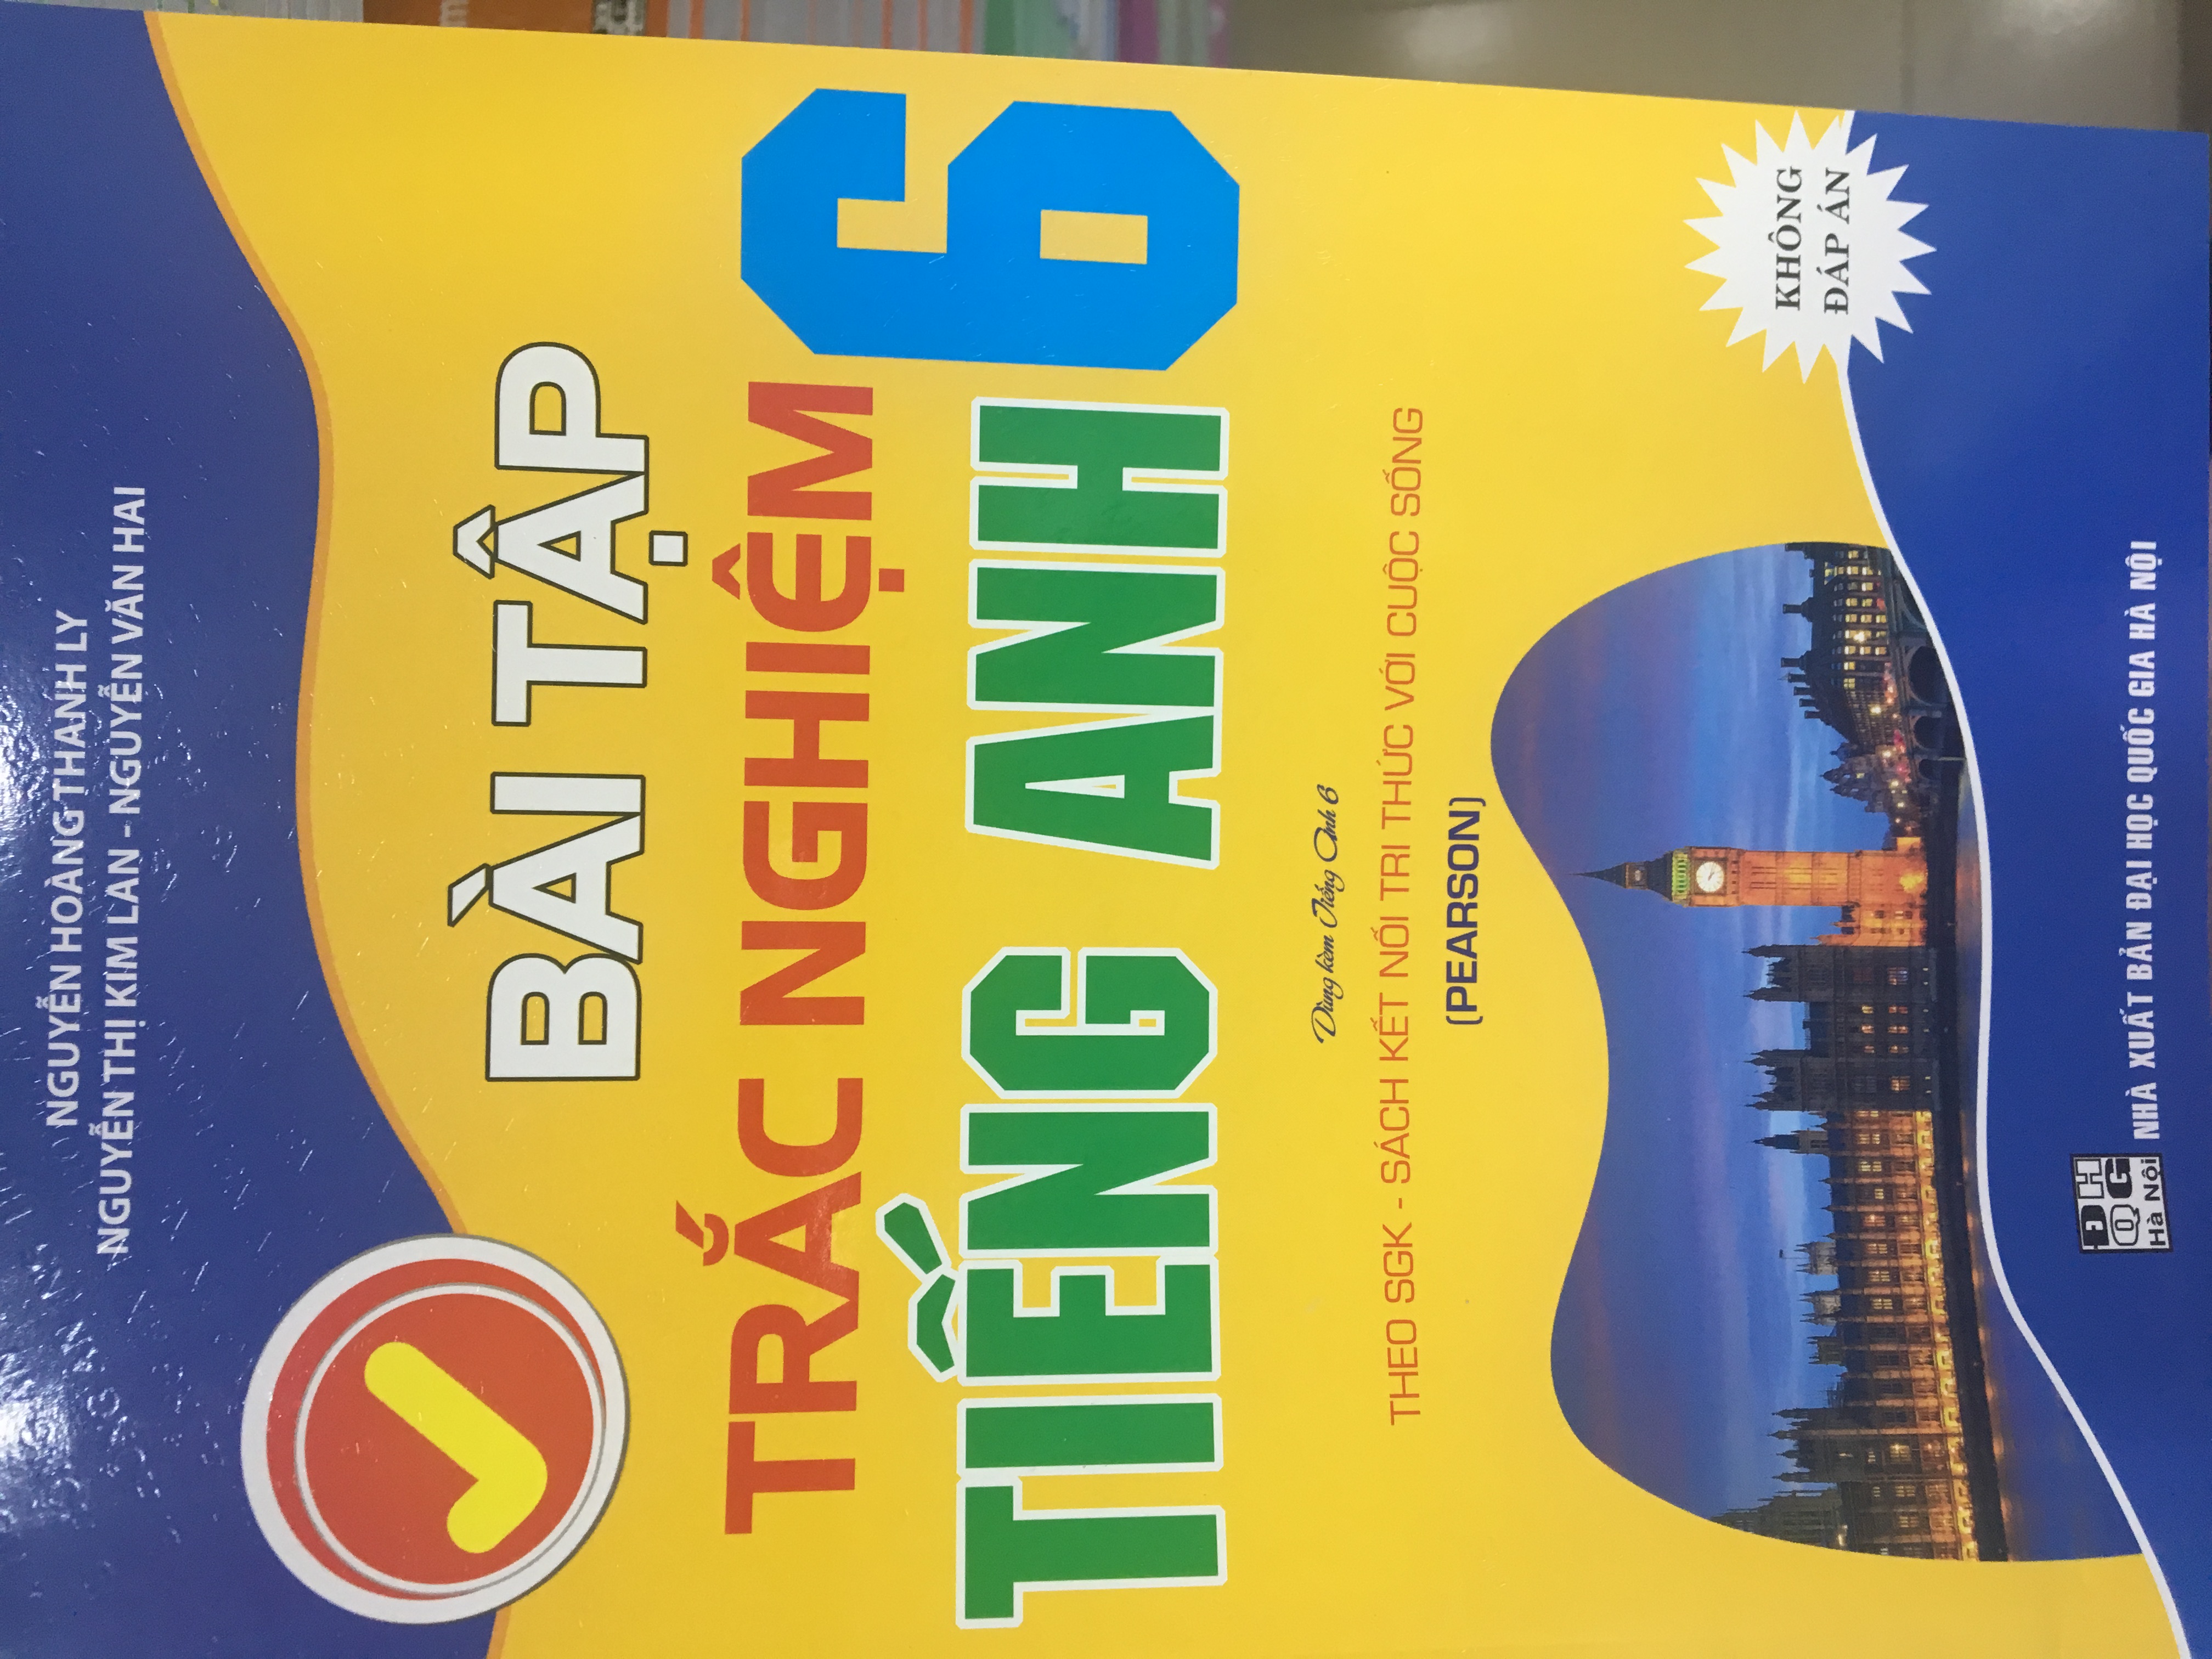 NGUYỄN HOÀNG THANH LY
NGUYỄN THỊ KIM LAN - NGUYỄN VĂN HAI
BÀI TẬP
TRẮC NGHIỆM
TIẾNG ANH 6
Dùng kèm Tiếng Anh 6
THEO SGK - SÁCH KẾT NỐI TRI THỨC VỚI CUỘC SỐNG
(PEARSON)
KHÔNG
ĐÁP ÁN
ĐH
QG
Hà Nội
NHÀ XUẤT BẢN ĐẠI HỌC QUỐC GIA HÀ NỘI